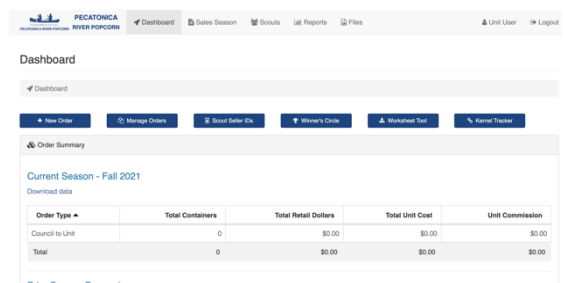 PECATONICA
RIVER POPCORN
PECATONICA RIVER POPCORN
Dashboard
Sales Season
Scouts
Reports
Files
Unit User
Logout
Dashboard
Dashboard
+ New Order
Manage Orders
Scout Seller IDs
Winner's Circle
Worksheet Tool
Kernel Tracker
Order Summary
Current Season - Fall 2021
Download data
Order Type Total Containers Total Retail Dollars Total Unit Cost Unit Commission
Council to Unit 0 $0.00 $0.00 $0.00
Total 0 $0.00 $0.00 $0.00